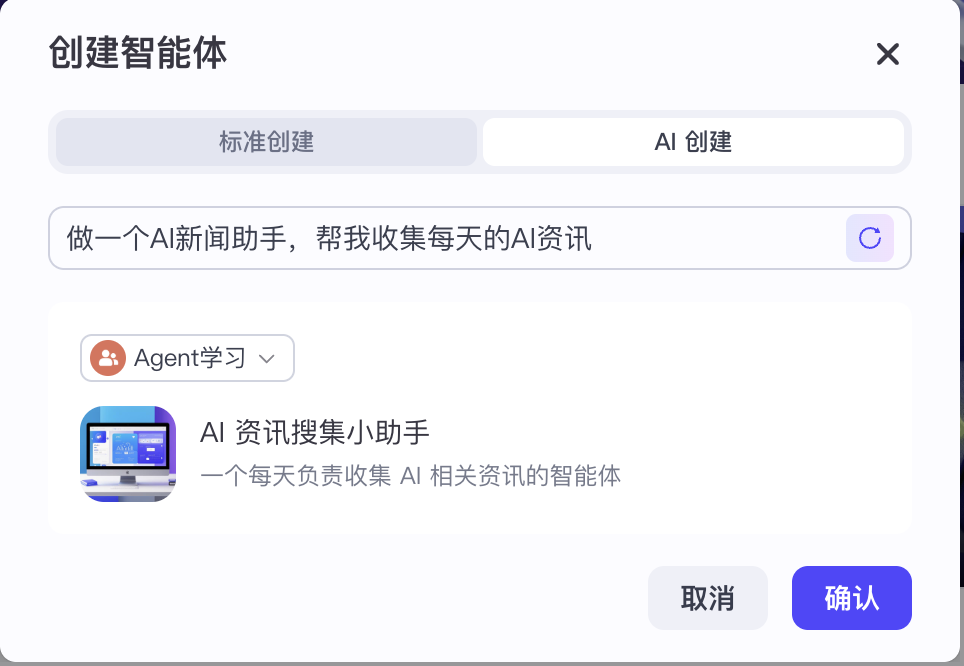 创建智能体
标准创建
AI 创建
做一个AI新闻助手，帮我收集每天的AI资讯
Agent学习
AI 资讯搜集小助手
一个每天负责收集 AI 相关资讯的智能体
取消
确认